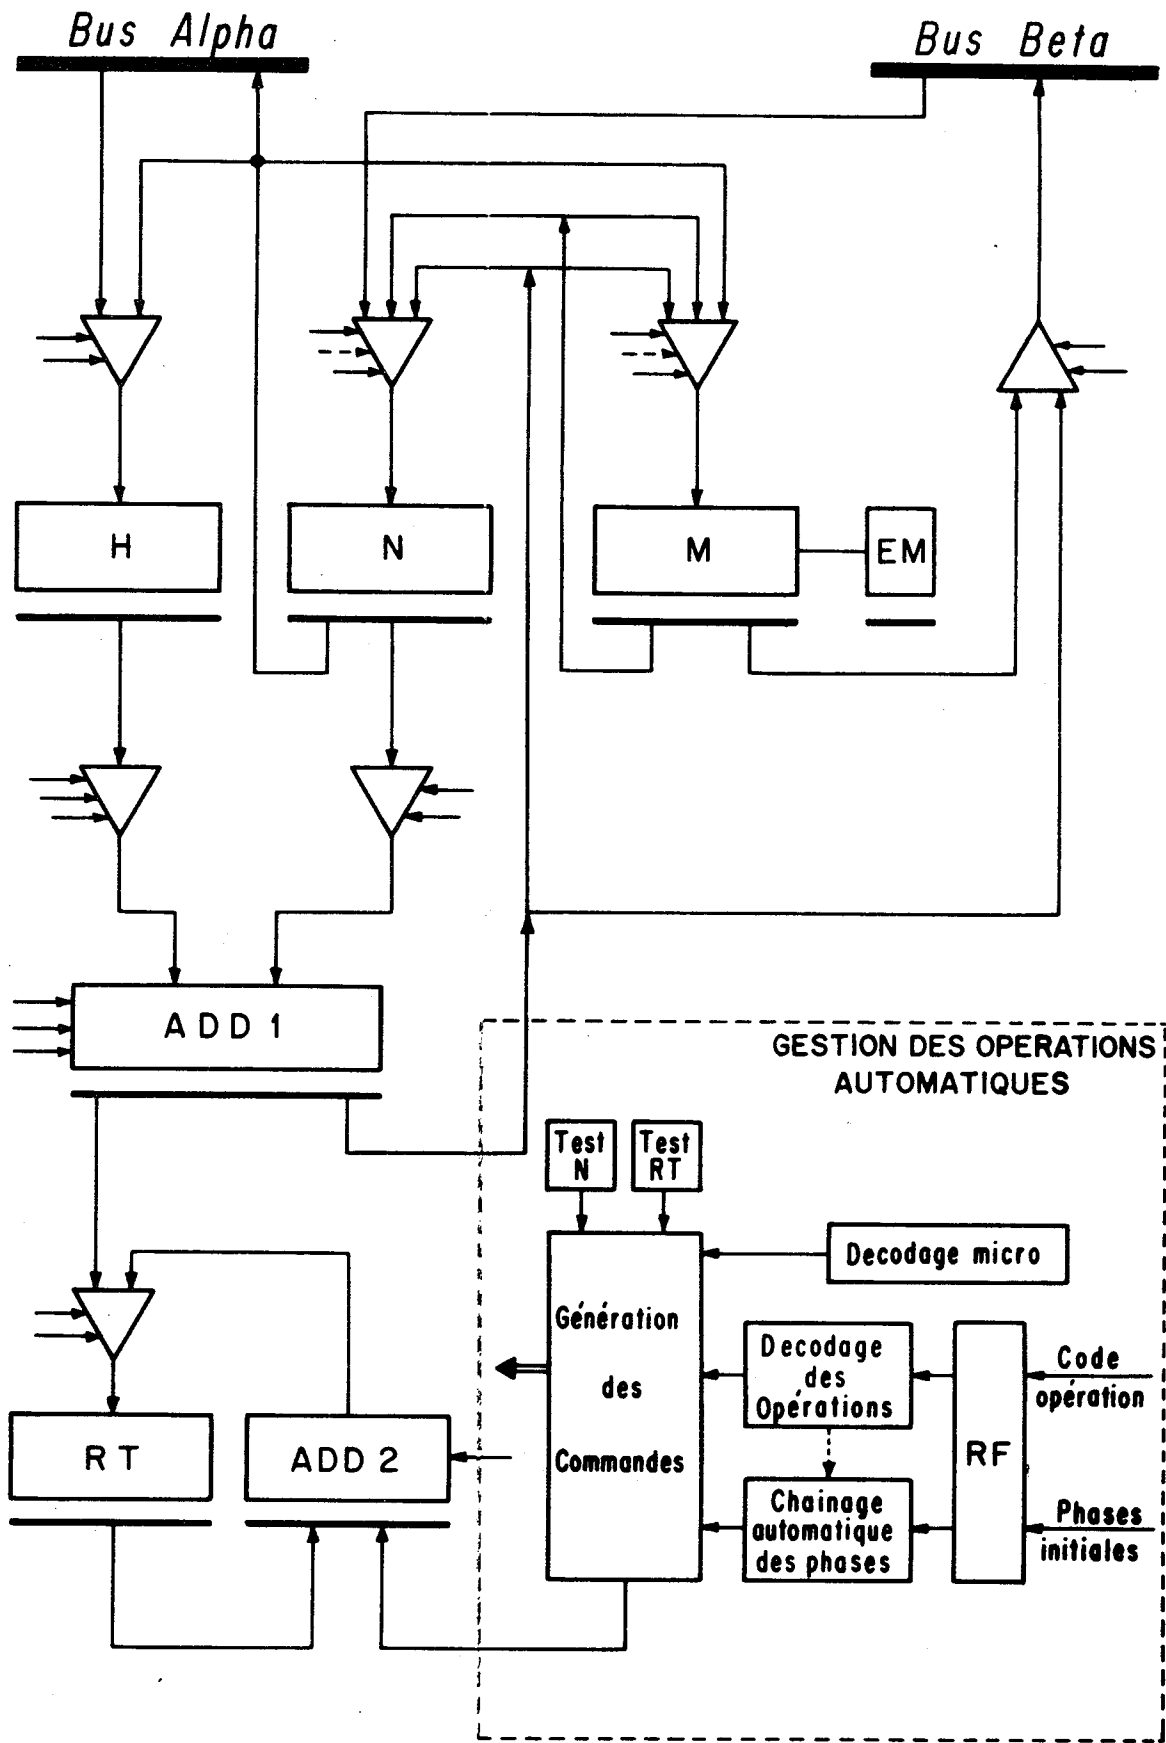 Bus Alpha
Bus Beta
H
N
M
EM
ADD 1
GESTION DES OPERATIONS
AUTOMATIQUES
Test
N
Test
RT
Decodage micro
Génération
des
Commandes
Decodage
des
Opérations
Code
opération
RF
RT
ADD 2
Chainage
automatique
des phases
Phases
initiales